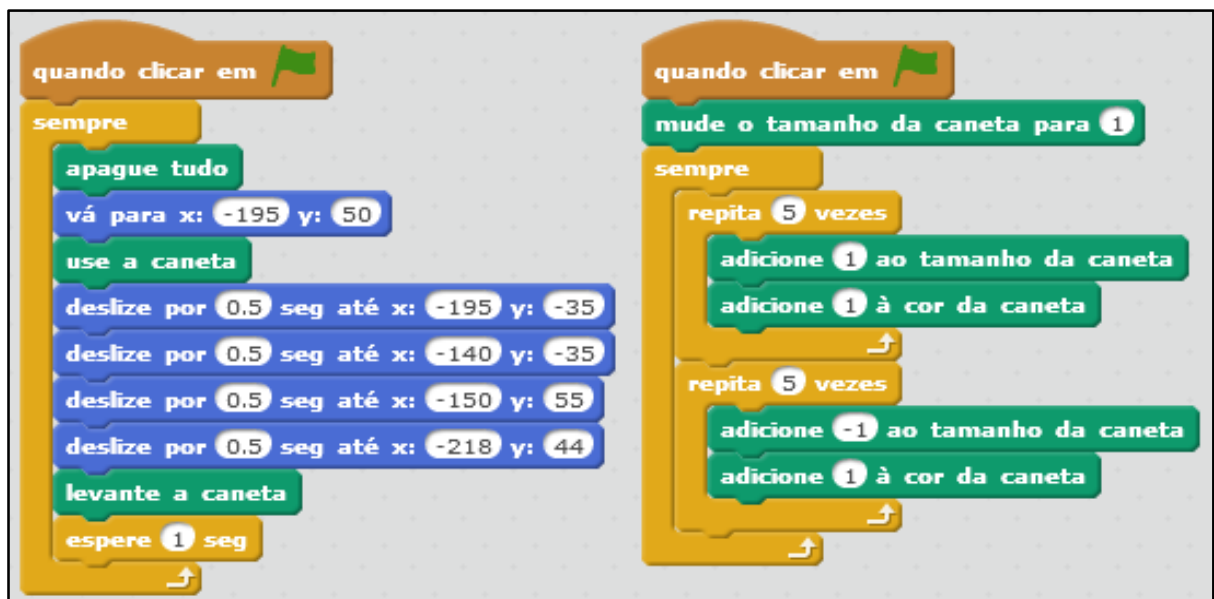 quando clicar em
sempre
apague tudo
vá para x: -195 y: 50
use a caneta
deslize por 0.5 seg até x: -195 y: -35
deslize por 0.5 seg até x: -140 y: -35
deslize por 0.5 seg até x: -150 y: 55
deslize por 0.5 seg até x: -218 y: 44
levante a caneta
espere 1 seg
quando clicar em
mude o tamanho da caneta para 1
sempre
repita 5 vezes
adicione 1 ao tamanho da caneta
adicione 1 à cor da caneta
repita 5 vezes
adicione -1 ao tamanho da caneta
adicione 1 à cor da caneta